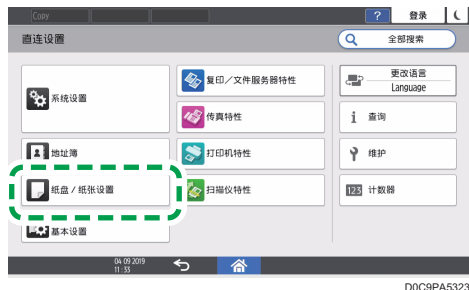 Copy
? 登录
直连设置
全部搜索
系统设置
复印／文件服务器特性
更改语言
Language
传真特性
i 查询
地址簿
打印机特性
维护
纸盘 / 纸张设置
扫描仪特性
123 计数器
基本设置
04 09 2019
11:33
D0C9PA5323